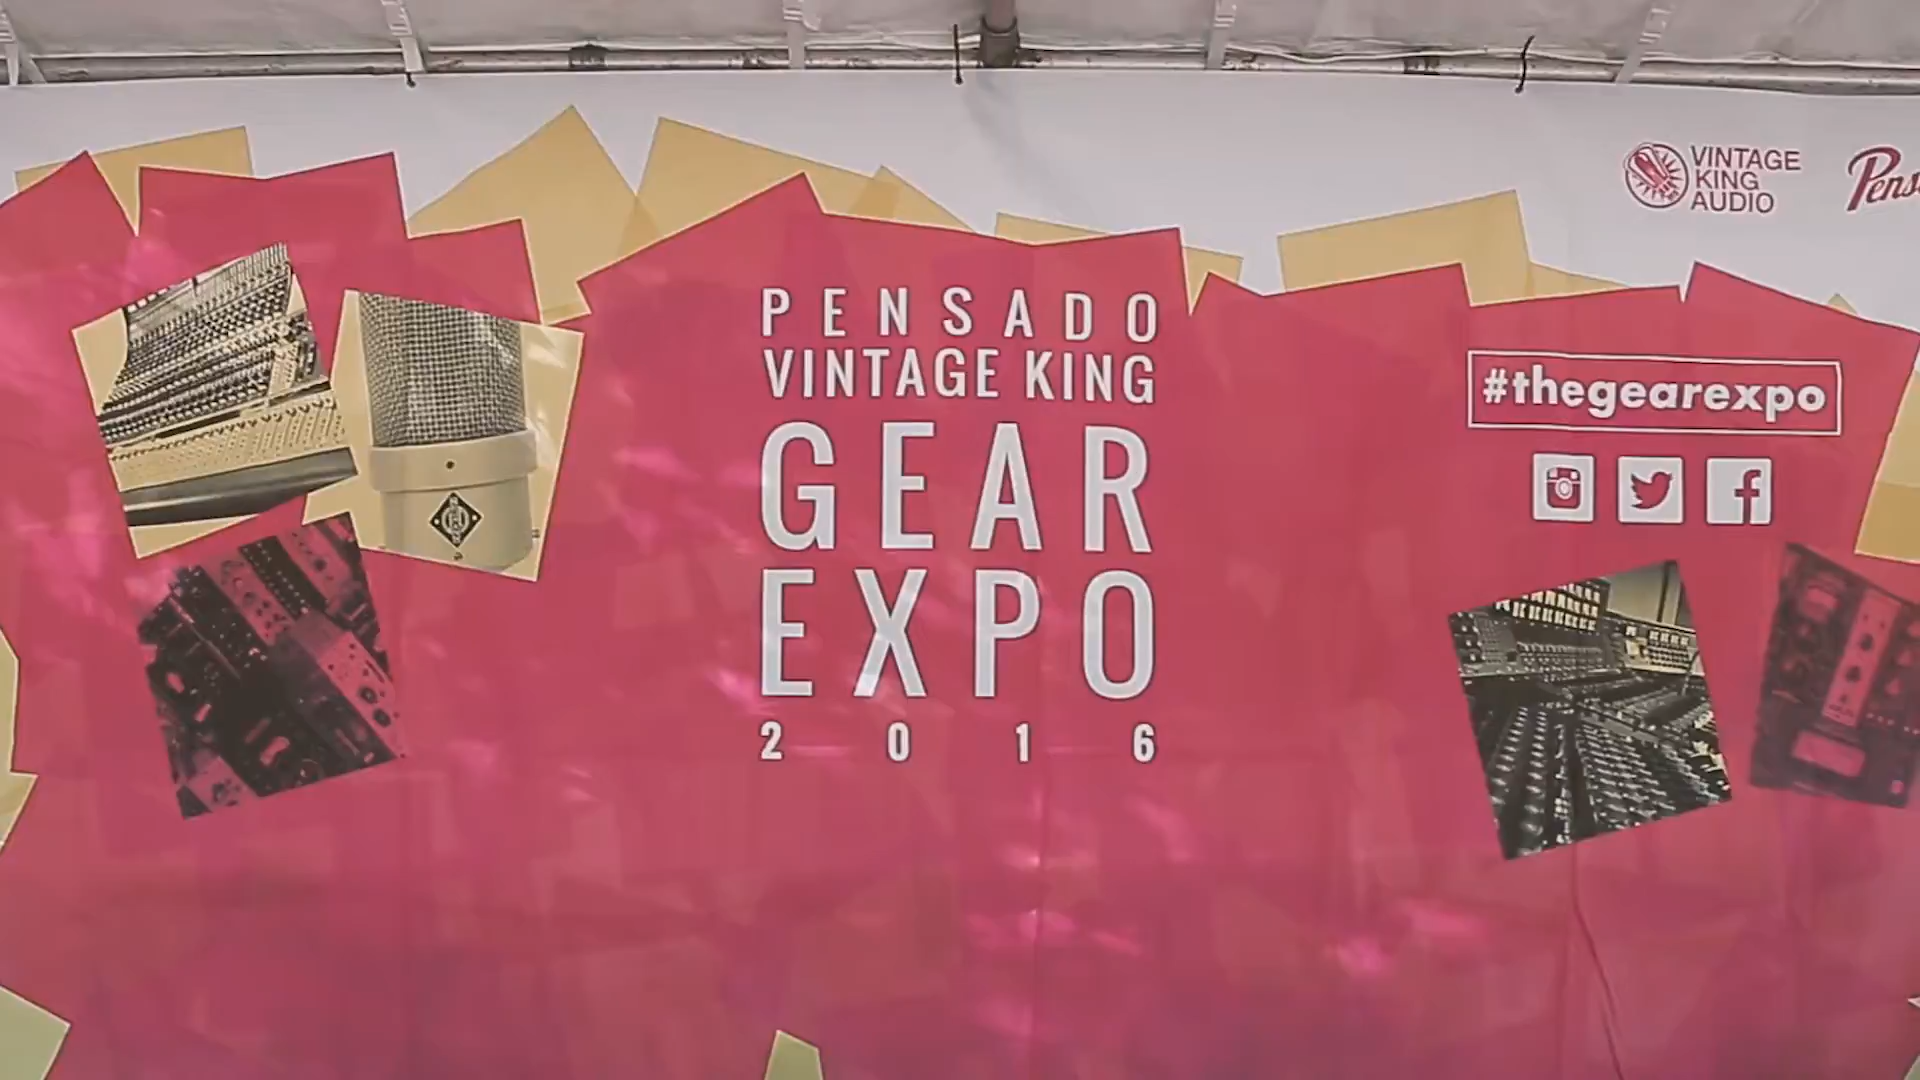 VINTAGE
KING
AUDIO
PENSADO
VINTAGE KING
GEAR
EXPO
2016
#thegearexpo